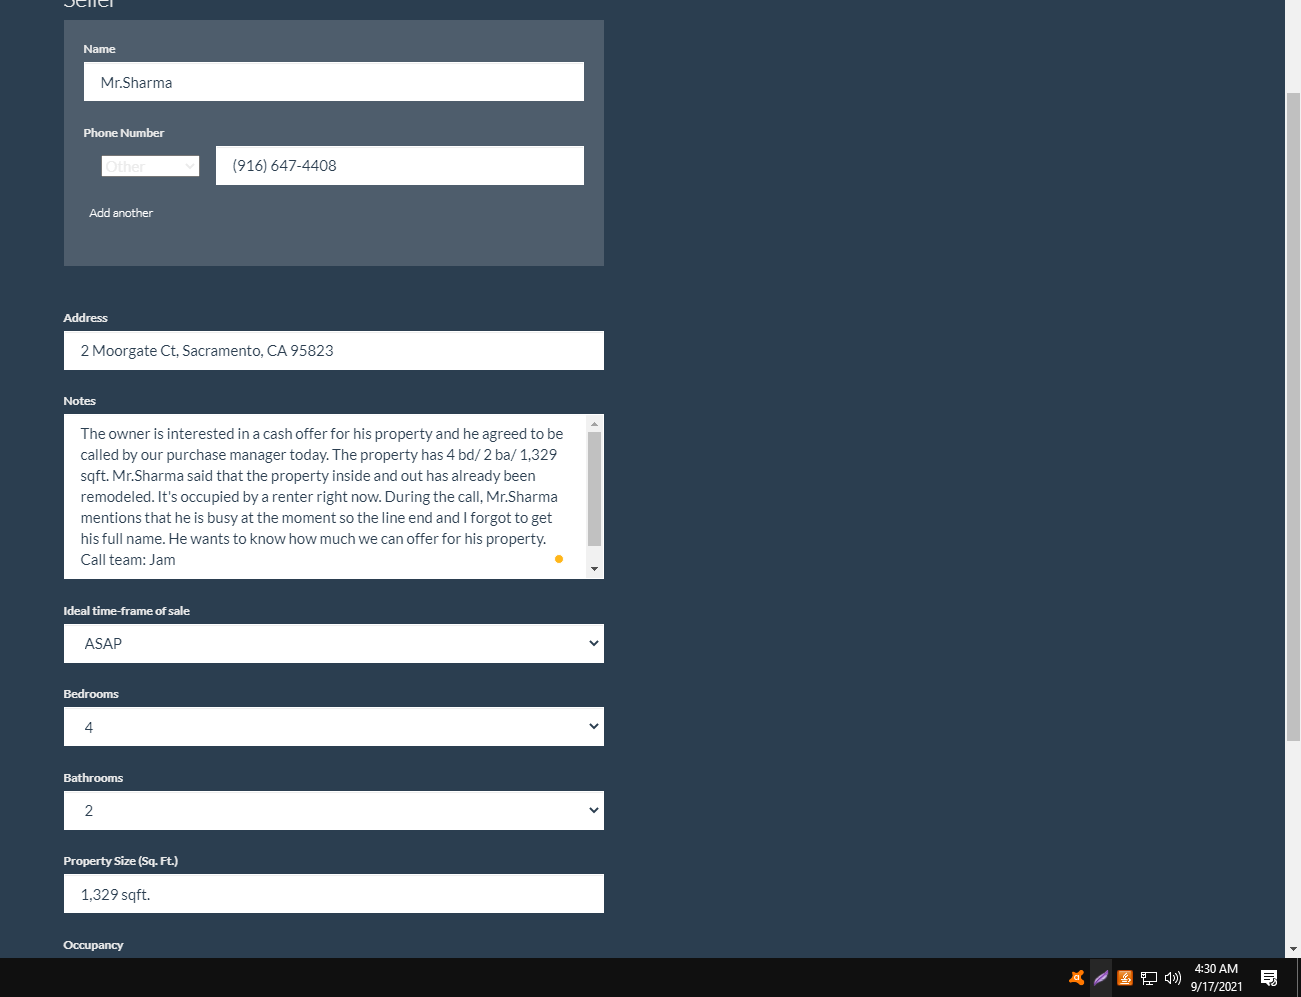 Seller
Name
Mr.Sharma
Phone Number
Other
(916) 647-4408
Add another
Address
2 Moorgate Ct, Sacramento, CA 95823
Notes
The owner is interested in a cash offer for his property and he agreed to be
called by our purchase manager today. The property has 4 bd/ 2 ba/ 1,329
sqft. Mr.Sharma said that the property inside and out has already been
remodeled. It's occupied by a renter right now. During the call, Mr.Sharma
mentions that he is busy at the moment so the line end and I forgot to get
his full name. He wants to know how much we can offer for his property.
Call team: Jam
Ideal time-frame of sale
ASAP
Bedrooms
4
Bathrooms
2
Property Size (Sq. Ft.)
1,329 sqft.
Occupancy
4:30 AM
9/17/2021